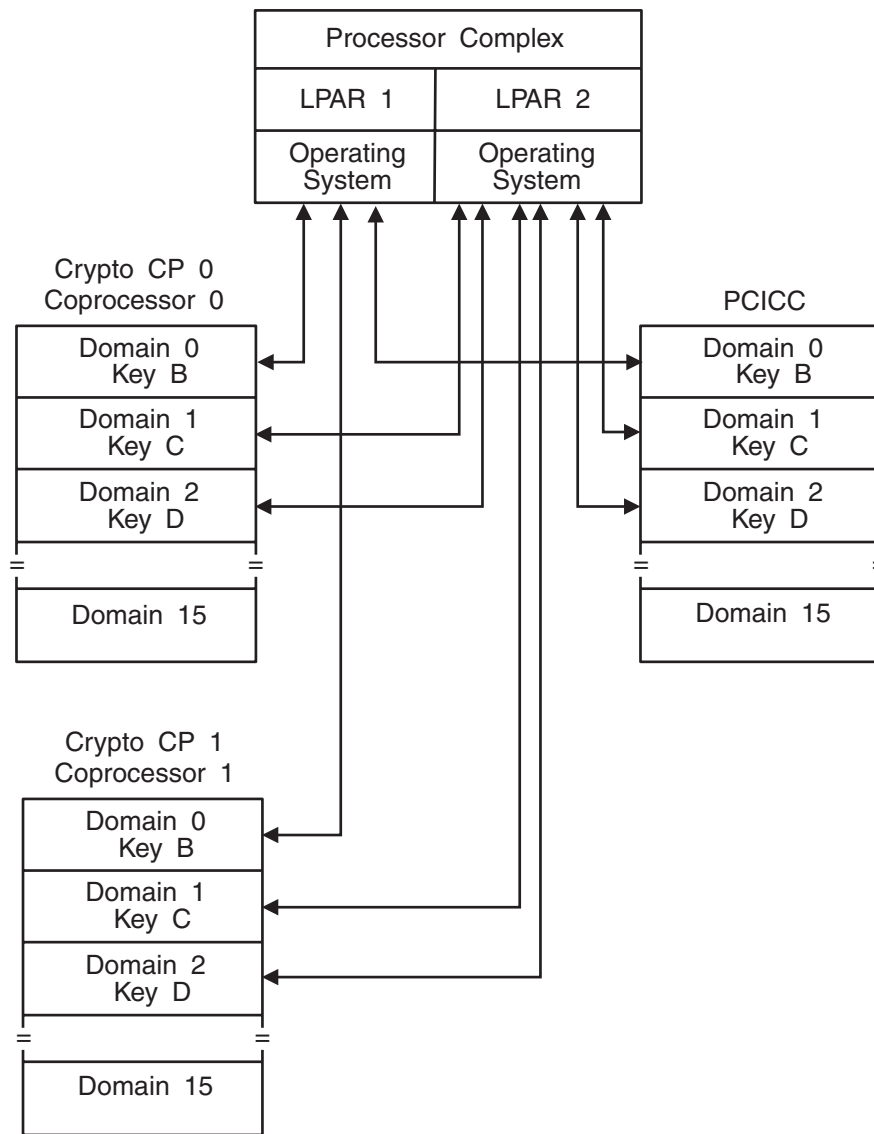 Processor Complex
LPAR 1
LPAR 2
Operating
System
Operating
System
Crypto CP 0
Coprocessor 0
Domain 0
Key B
Domain 1
Key C
Domain 2
Key D
=
=
Domain 15
PCICC
Domain 0
Key B
Domain 1
Key C
Domain 2
Key D
=
=
Domain 15
Crypto CP 1
Coprocessor 1
Domain 0
Key B
Domain 1
Key C
Domain 2
Key D
=
=
Domain 15